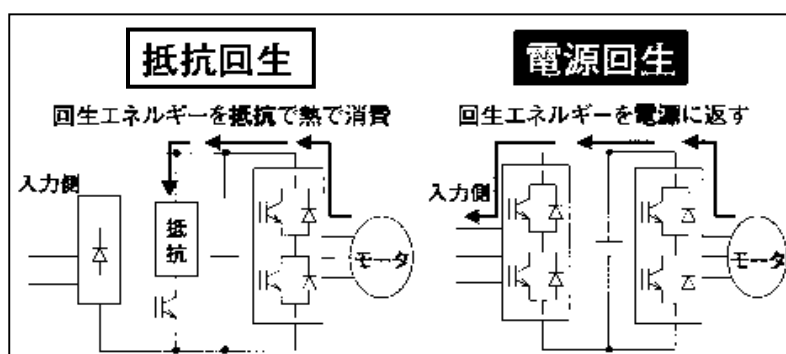 抵抗回生
回生エネルギーを抵抗で熱で消費
入力側
抵抗
モータ
電源回生
回生エネルギーを電源に返す
入力側
モータ